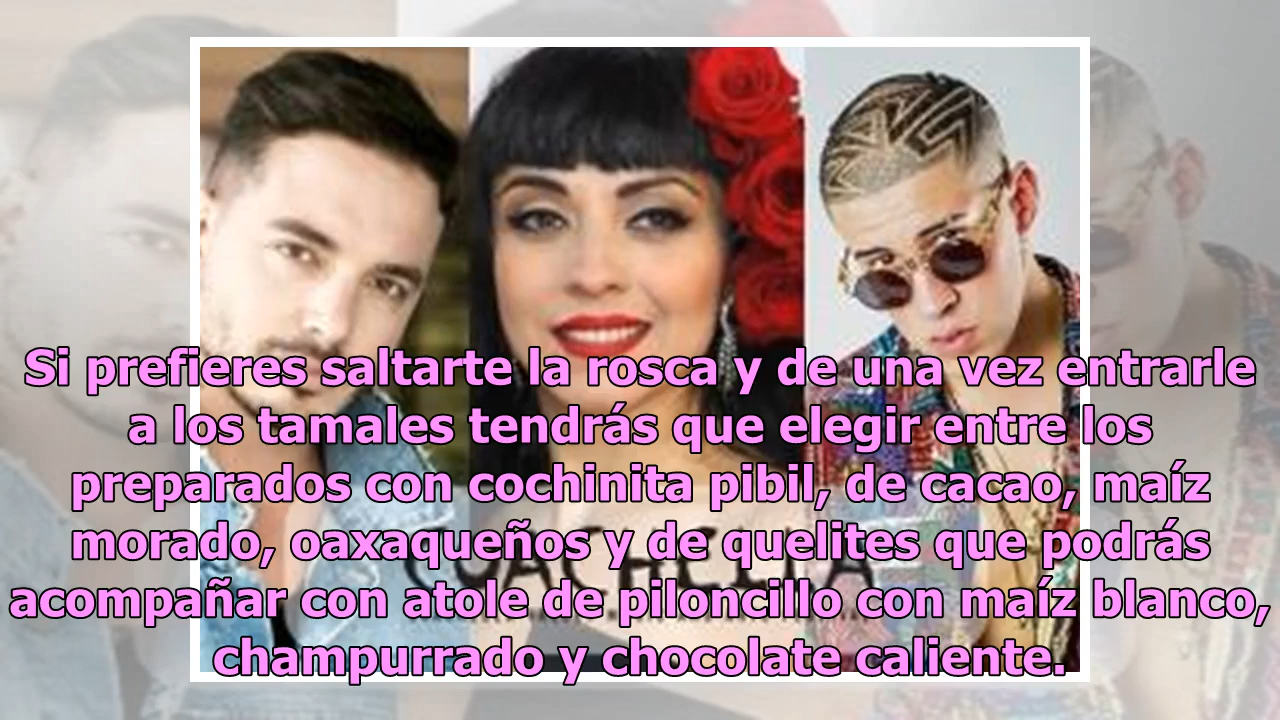 Si prefieres saltarte la rosca y de una vez entrarle
a los tamales tendrás que elegir entre los
preparados con cochinita pibil, de cacao, maíz
morado, oaxaqueños y de quelites que podrás
COACHELLA
acompañar con atole de piloncillo con maíz blanco,
champurrado y chocolate caliente.